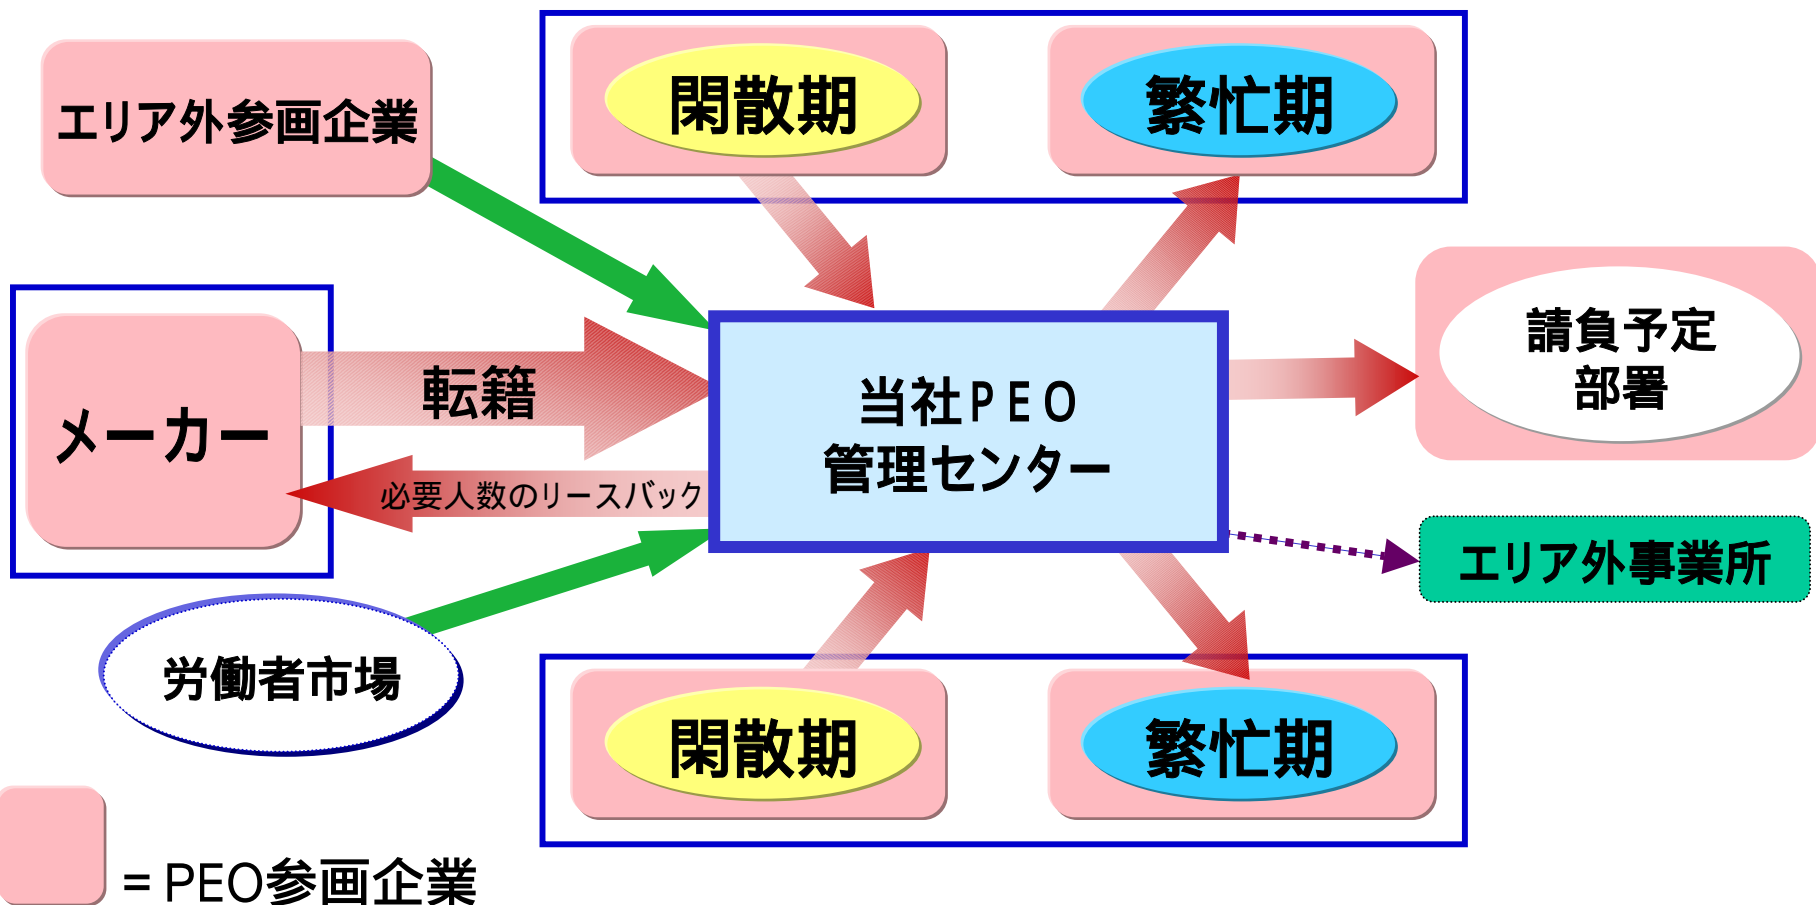 エリア外参画企業
閑散期
繁忙期
請負予定
部署
転籍
メーカー
当社PEO
管理センター
必要人数のリースバック
エリア外事業所
労働者市場
閑散期
繁忙期
= PEO参画企業